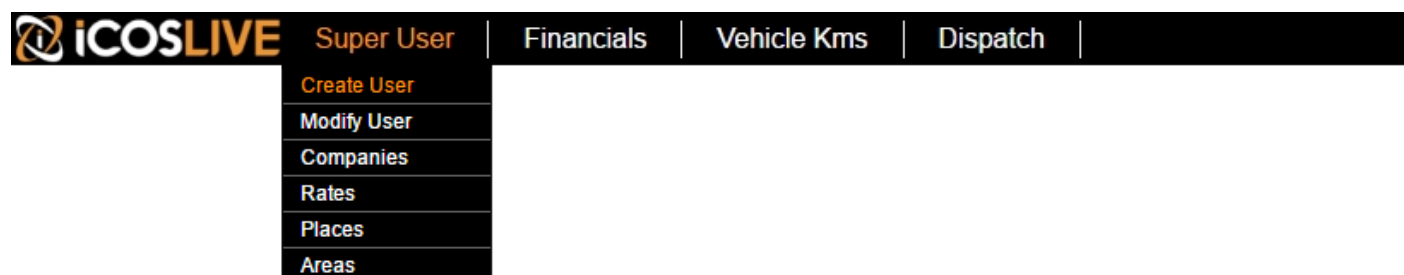 iCOSLIVE Super User Financials Vehicle Kms Dispatch
Create User
Modify User
Companies
Rates
Places
Areas